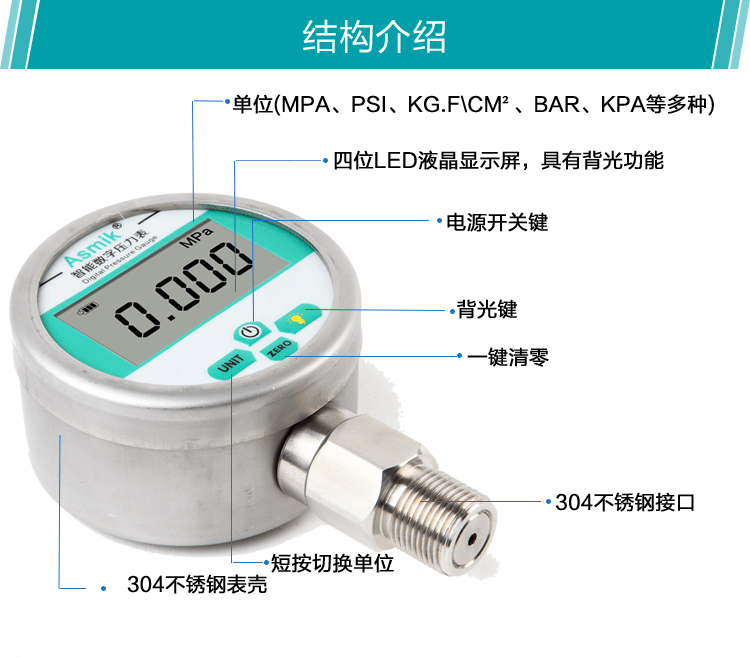 结构介绍
单位(MPA、PSI、KG.F\CM²、BAR、KPA等多种)
四位LED液晶显示屏，具有背光功能
电源开关键
Asmik®
智能数字压力表
Digital Pressure Gauge
MPa
0.000
背光键
UNIT
ZERO
一键清零
304不锈钢接口
短按切换单位
304不锈钢表壳